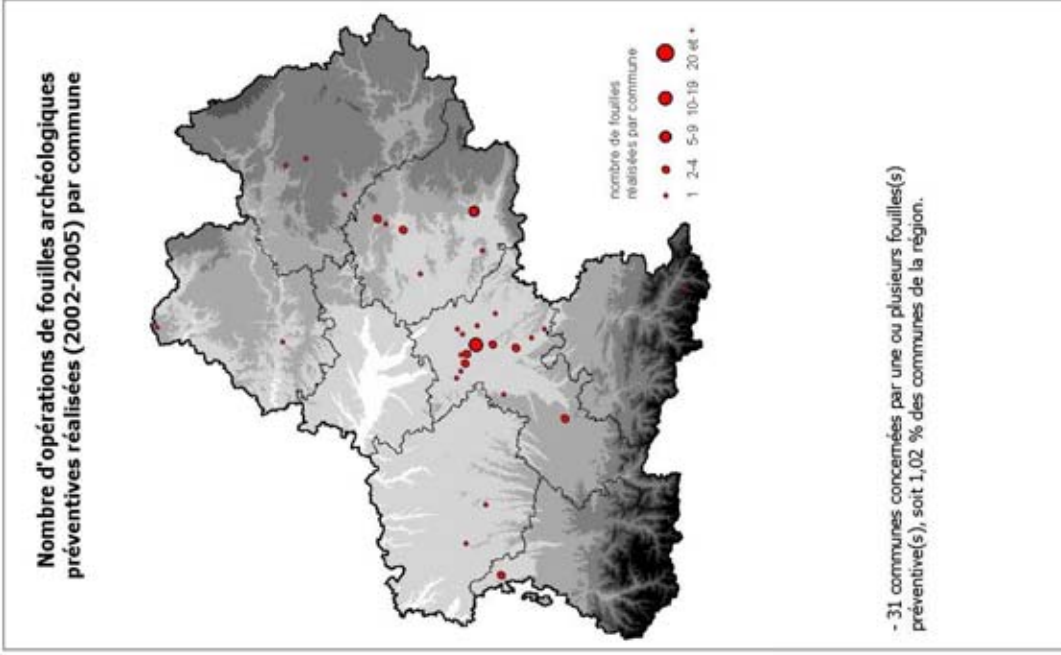 Nombre d'opérations de fouilles archéologiques
préventives réalisées (2002-2005) par commune
nombre de fouilles
réalisées par commune
1 2-4 5-9 10-19 20 et +
- 31 communes concernées par une ou plusieurs fouilles(s)
préventive(s), soit 1,02 % des communes de la région.